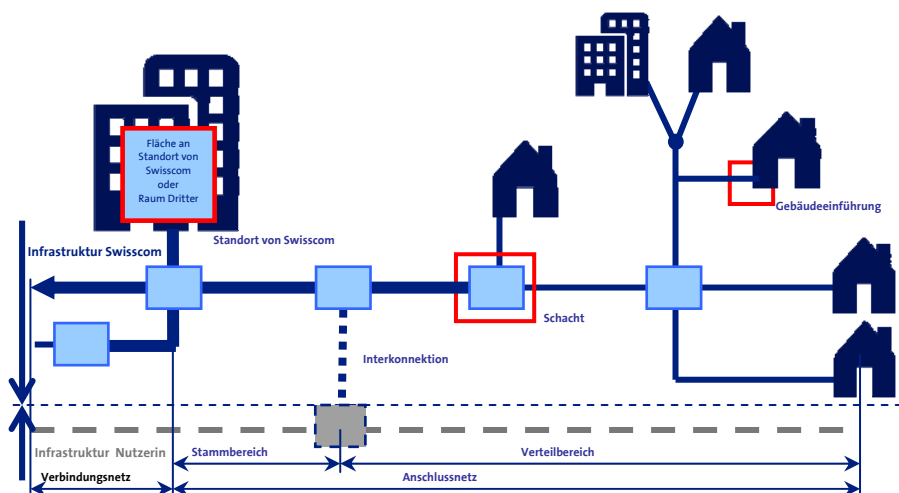 Fläche an
Standort von
Swisscom
oder
Raum Dritter
Gebäudeeinführung
Standort von Swisscom
Infrastruktur Swisscom
Schacht
Interkonnektion
Infrastruktur Nutzerin
Stammbereich
Verteilbereich
Verbindungsnetz
Anschlussnetz